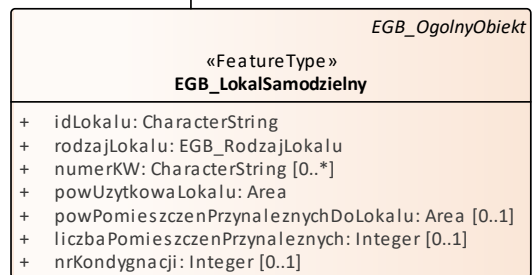 EGB_OgolnyObiekt
«FeatureType»
EGB_LokalSamodzielny
+ idLokalu: CharacterString
+ rodzajLokalu: EGB_RodzajLokalu
+ numerKW: CharacterString [0..*]
+ powUzytkowaLokalu: Area
+ powPomieszczenPrzynaleznychDoLokalu: Area [0..1]
+ liczbaPomieszczenPrzynaleznych: Integer [0..1]
+ nrKondygnacji: Integer [0..1]